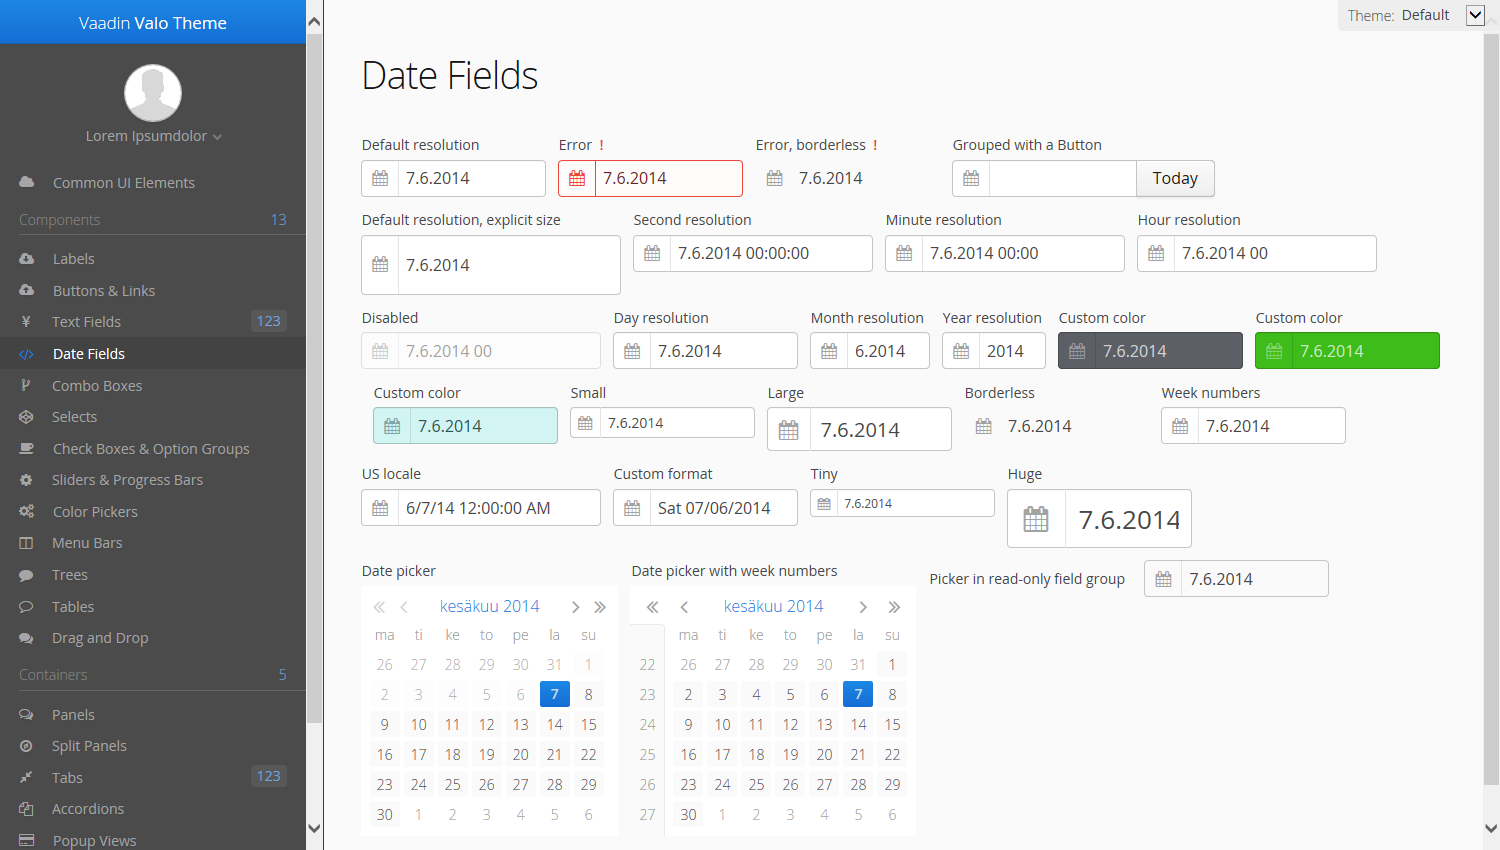 Vaadin Valo Theme
Lorem Ipsumdolor
Common UI Elements
Components 13
Labels
Buttons & Links
¥ Text Fields 123
</> Date Fields
Combo Boxes
Selects
Check Boxes & Option Groups
Sliders & Progress Bars
Color Pickers
Menu Bars
Trees
Tables
Drag and Drop
Containers 5
Panels
Split Panels
Tabs 123
Accordions
Popup Views
Theme: Default
Date Fields
Default resolution Error ! Error, borderless ! Grouped with a Button
7.6.2014 7.6.2014 7.6.2014 Today
Default resolution, explicit size Second resolution Minute resolution Hour resolution
7.6.2014 7.6.2014 00:00:00 7.6.2014 00:00 7.6.2014 00
Disabled Day resolution Month resolution Year resolution Custom color Custom color
7.6.2014 00 7.6.2014 6.2014 2014 7.6.2014 7.6.2014
Custom color Small Large Borderless Week numbers
7.6.2014 7.6.2014 7.6.2014 7.6.2014 7.6.2014
US locale Custom format Tiny Huge
6/7/14 12:00:00 AM Sat 07/06/2014 7.6.2014 7.6.2014
Date picker
kesäkuu 2014
ma ti ke to pe la su
26 27 28 29 30 31 1
2 3 4 5 6 7 8
9 10 11 12 13 14 15
16 17 18 19 20 21 22
23 24 25 26 27 28 29
30 1 2 3 4 5 6
Date picker with week numbers
kesäkuu 2014
ma ti ke to pe la su
22 26 27 28 29 30 31 1
23 2 3 4 5 6 7 8
24 9 10 11 12 13 14 15
25 16 17 18 19 20 21 22
26 23 24 25 26 27 28 29
27 30 1 2 3 4 5 6
Picker in read-only field group 7.6.2014